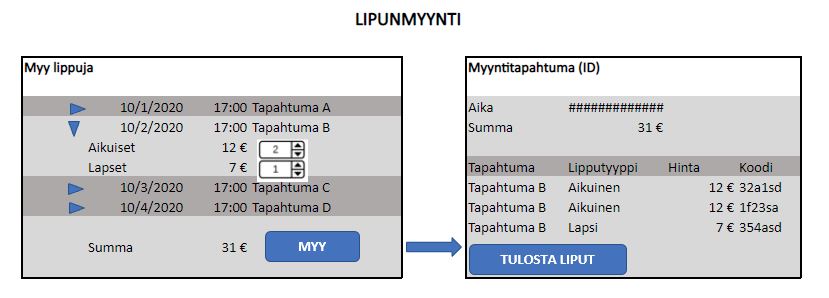 LIPUNMYYNTI
Myy lippuja
10/1/2020 17:00 Tapahtuma A
10/2/2020 17:00 Tapahtuma B
Aikuiset 12 € 2
Lapset 7 € 1
10/3/2020 17:00 Tapahtuma C
10/4/2020 17:00 Tapahtuma D
Summa 31 € MYY
Myyntitapahtuma (ID)
Aika #############
Summa 31 €
Tapahtuma Lipputyyppi Hinta Koodi
Tapahtuma B Aikuinen 12 € 32a1sd
Tapahtuma B Aikuinen 12 € 1f23sa
Tapahtuma B Lapsi 7 € 354asd
TULOSTA LIPUT